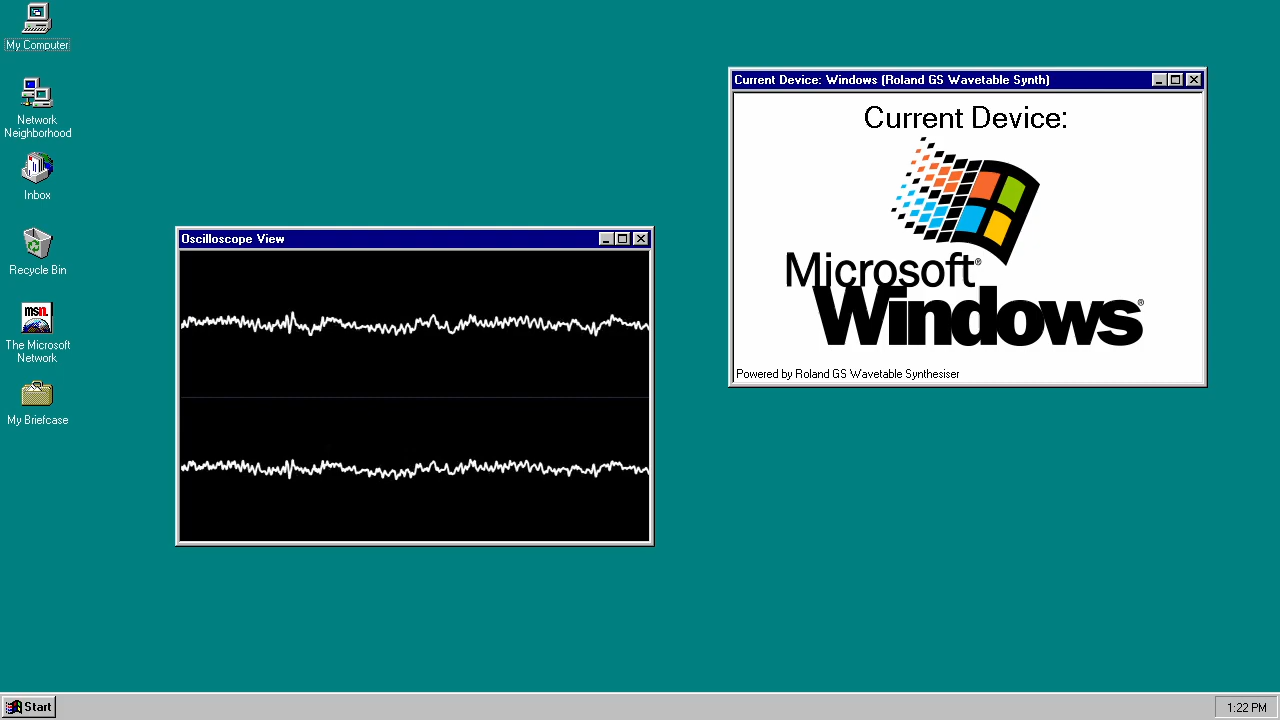 My Computer
Network
Neighborhood
Inbox
Recycle Bin
msn.
The Microsoft
Network
My Briefcase
Oscilloscope View
Current Device: Windows (Roland GS Wavetable Synth)
Current Device:
Microsoft®
Windows®
Powered by Roland GS Wavetable Synthesiser
Start
1:22 PM